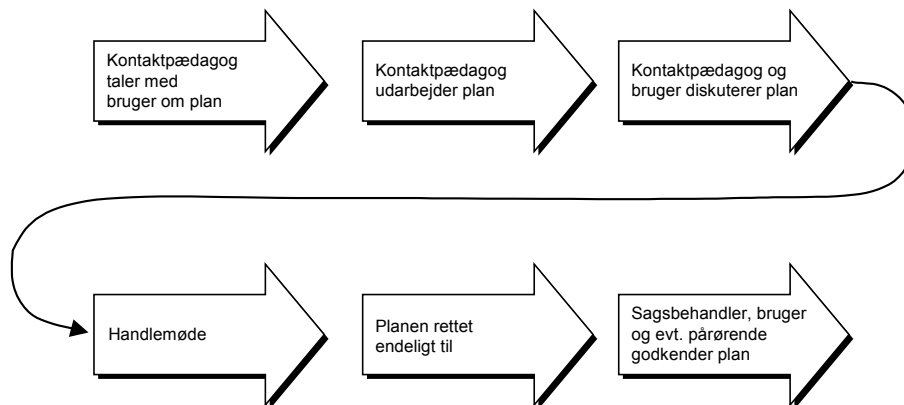 Kontaktpædagog
taler med
bruger om plan
Kontaktpædagog
udarbejder plan
Kontaktpædagog og
bruger diskuterer plan
Handlemøde
Planen rettet
endeligt til
Sagsbehandler, bruger
og evt. pårørende
godkender plan